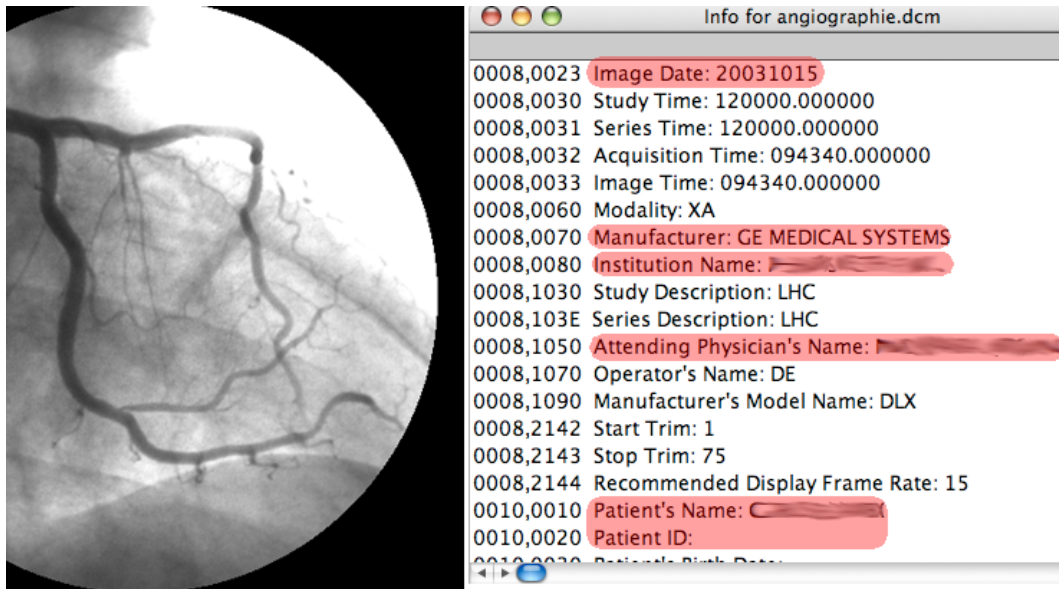 Info for angiographie.dcm
0008,0023 Image Date: 20031015
0008,0030 Study Time: 120000.000000
0008,0031 Series Time: 120000.000000
0008,0032 Acquisition Time: 094340.000000
0008,0033 Image Time: 094340.000000
0008,0060 Modality: XA
0008,0070 Manufacturer: GE MEDICAL SYSTEMS
0008,0080 Institution Name:
0008,1030 Study Description: LHC
0008,103E Series Description: LHC
0008,1050 Attending Physician's Name:
0008,1070 Operator's Name: DE
0008,1090 Manufacturer's Model Name: DLX
0008,2142 Start Trim: 1
0008,2143 Stop Trim: 75
0008,2144 Recommended Display Frame Rate: 15
0010,0010 Patient's Name:
0010,0020 Patient ID: